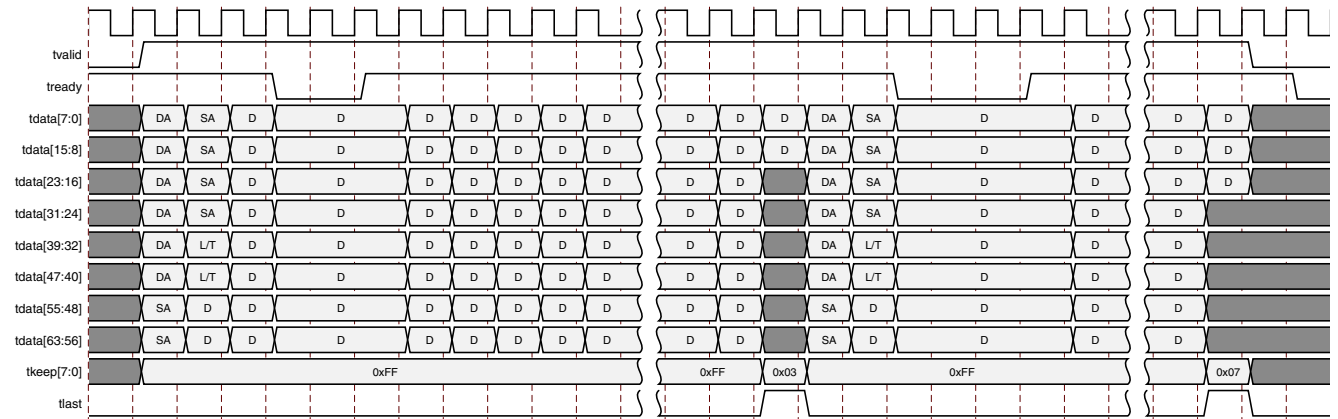 tvalid
tready
tdata[7:0] DA SA D D D D D D D D D D DA SA D D D D
tdata[15:8] DA SA D D D D D D D D D D DA SA D D D D
tdata[23:16] DA SA D D D D D D D D D DA SA D D D D
tdata[31:24] DA SA D D D D D D D D D DA SA D D D
tdata[39:32] DA L/T D D D D D D D D D DA L/T D D D
tdata[47:40] DA L/T D D D D D D D D D DA L/T D D D
tdata[55:48] SA D D D D D D D D D D SA D D D D
tdata[63:56] SA D D D D D D D D D D SA D D D D
tkeep[7:0] 0xFF 0xFF 0x03 0xFF 0x07
tlast